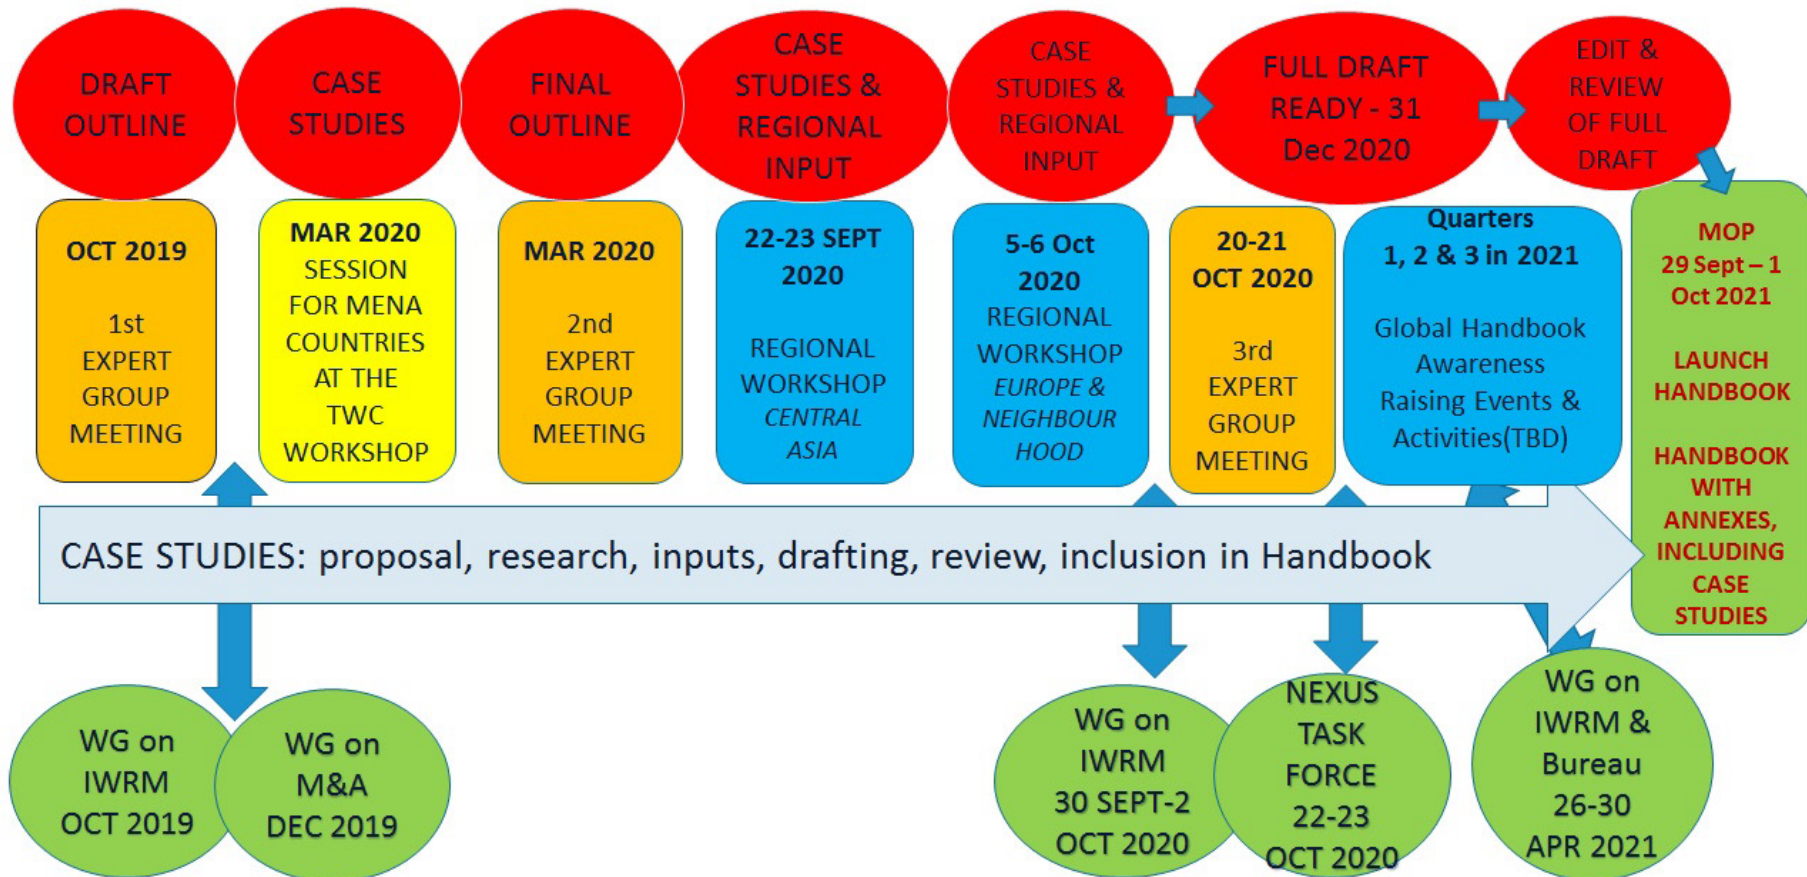 DRAFT
OUTLINE
CASE
STUDIES
FINAL
OUTLINE
CASE
STUDIES &
REGIONAL
INPUT
CASE
STUDIES &
REGIONAL
INPUT
FULL DRAFT
READY - 31
Dec 2020
EDIT &
REVIEW
OF FULL
DRAFT
OCT 2019
1st
EXPERT
GROUP
MEETING
MAR 2020
SESSION
FOR MENA
COUNTRIES
AT THE
TWC
WORKSHOP
MAR 2020
2nd
EXPERT
GROUP
MEETING
22-23 SEPT
2020
REGIONAL
WORKSHOP
CENTRAL
ASIA
5-6 Oct
2020
REGIONAL
WORKSHOP
EUROPE &
NEIGHBOUR
HOOD
20-21
OCT 2020
3rd
EXPERT
GROUP
MEETING
Quarters
1, 2 & 3 in 2021
Global Handbook
Awareness
Raising Events &
Activities(TBD)
MOP
29 Sept – 1
Oct 2021
LAUNCH
HANDBOOK
HANDBOOK
WITH
ANNEXES,
INCLUDING
CASE
STUDIES
CASE STUDIES: proposal, research, inputs, drafting, review, inclusion in Handbook
WG on
IWRM
OCT 2019
WG on
M&A
DEC 2019
WG on
IWRM
30 SEPT-2
OCT 2020
NEXUS
TASK
FORCE
22-23
OCT 2020
WG on
IWRM &
Bureau
26-30
APR 2021